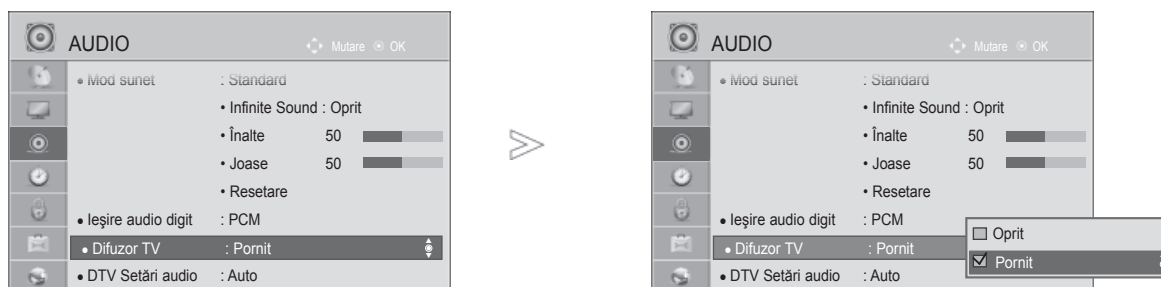 AUDIO
Mutare OK
• Mod sunet : Standard
• Infinite Sound : Oprit
• Înalte 50
• Joase 50
• Resetare
• Ieşire audio digit : PCM
• Difuzor TV : Pornit
• DTV Setări audio : Auto
>
AUDIO
Mutare OK
• Mod sunet : Standard
• Infinite Sound : Oprit
• Înalte 50
• Joase 50
• Resetare
• Ieşire audio digit : PCM
• Difuzor TV : Pornit
• DTV Setări audio : Auto
Oprit
Pornit